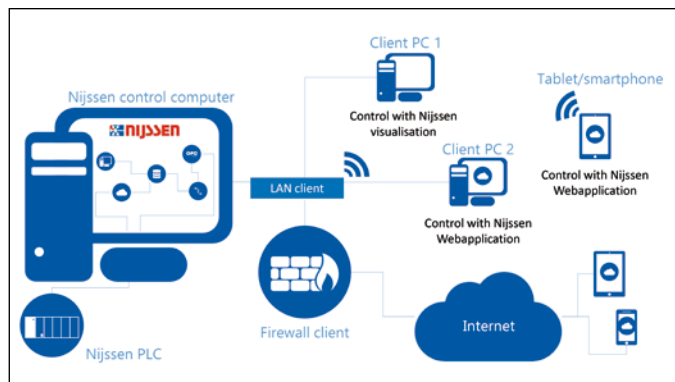 Client PC 1
Nijssen control computer
Tablet/smartphone
NIJSSEN
OPC
Control with Nijssen
visualisation
Client PC 2
LAN client
Control with Nijssen
Webapplication
Control with Nijssen
Webapplication
Firewall client
Internet
Nijssen PLC